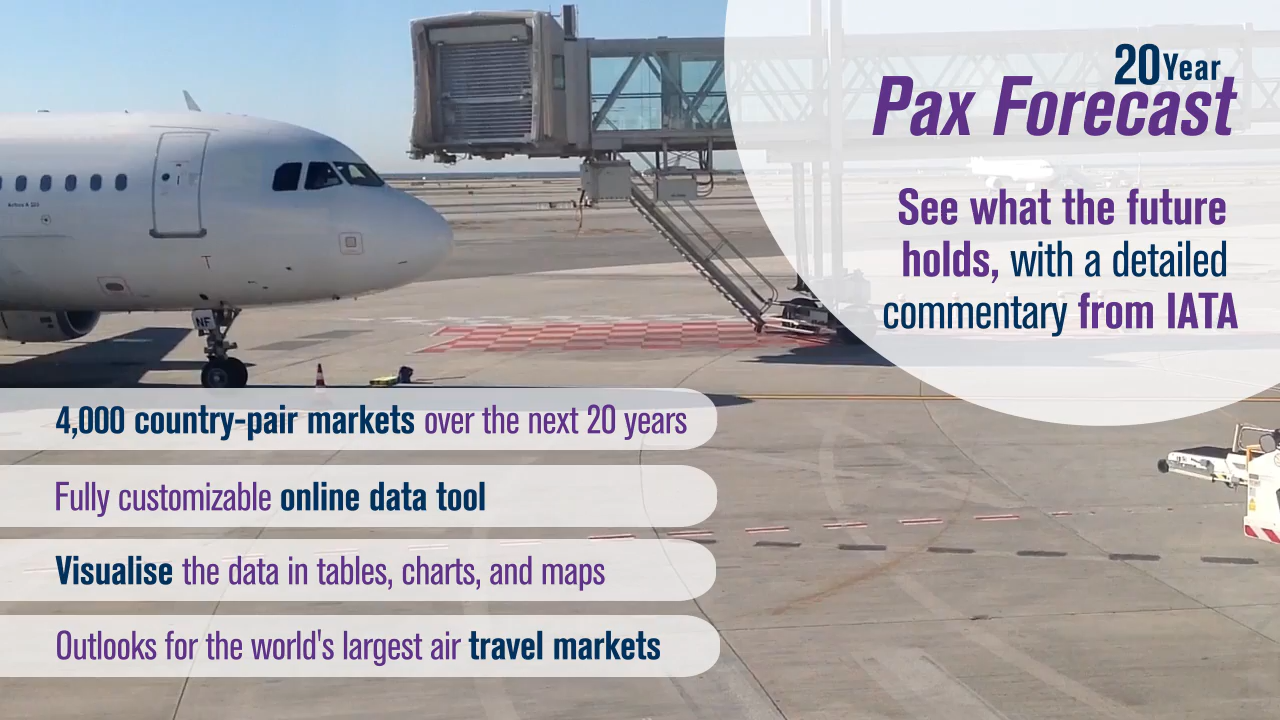 20 Year
Pax Forecast
See what the future
holds, with a detailed
commentary from IATA
NF
4,000 country-pair markets over the next 20 years
Fully customizable online data tool
Visualise the data in tables, charts, and maps
Outlooks for the world's largest air travel markets